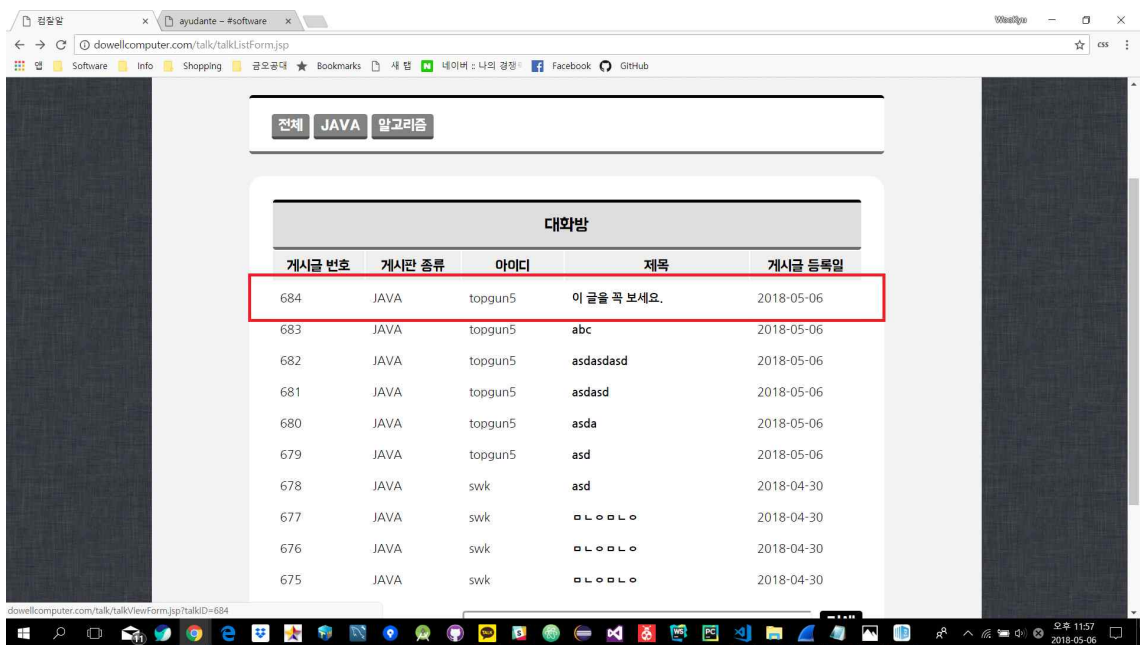 컴잘알
ayudante – #software
WooKyu
dowellcomputer.com/talk/talkListForm.jsp
css
앱 Software Info Shopping 금오공대 Bookmarks 새 탭 네이버 :: 나의 경쟁 Facebook GitHub
전체 JAVA 알고리즘
대화방
게시글 번호 게시판 종류 아이디 제목 게시글 등록일
684 JAVA topgun5 이 글을 꼭 보세요. 2018-05-06
683 JAVA topgun5 abc 2018-05-06
682 JAVA topgun5 asdasdasd 2018-05-06
681 JAVA topgun5 asdasd 2018-05-06
680 JAVA topgun5 asda 2018-05-06
679 JAVA topgun5 asd 2018-05-06
678 JAVA swk asd 2018-04-30
677 JAVA swk ㅁㄴㅇㅁㄴㅇ 2018-04-30
676 JAVA swk ㅁㄴㅇㅁㄴㅇ 2018-04-30
675 JAVA swk ㅁㄴㅇㅁㄴㅇ 2018-04-30
dowellcomputer.com/talk/talkViewForm.jsp?talkID=684
오후 11:57
2018-05-06